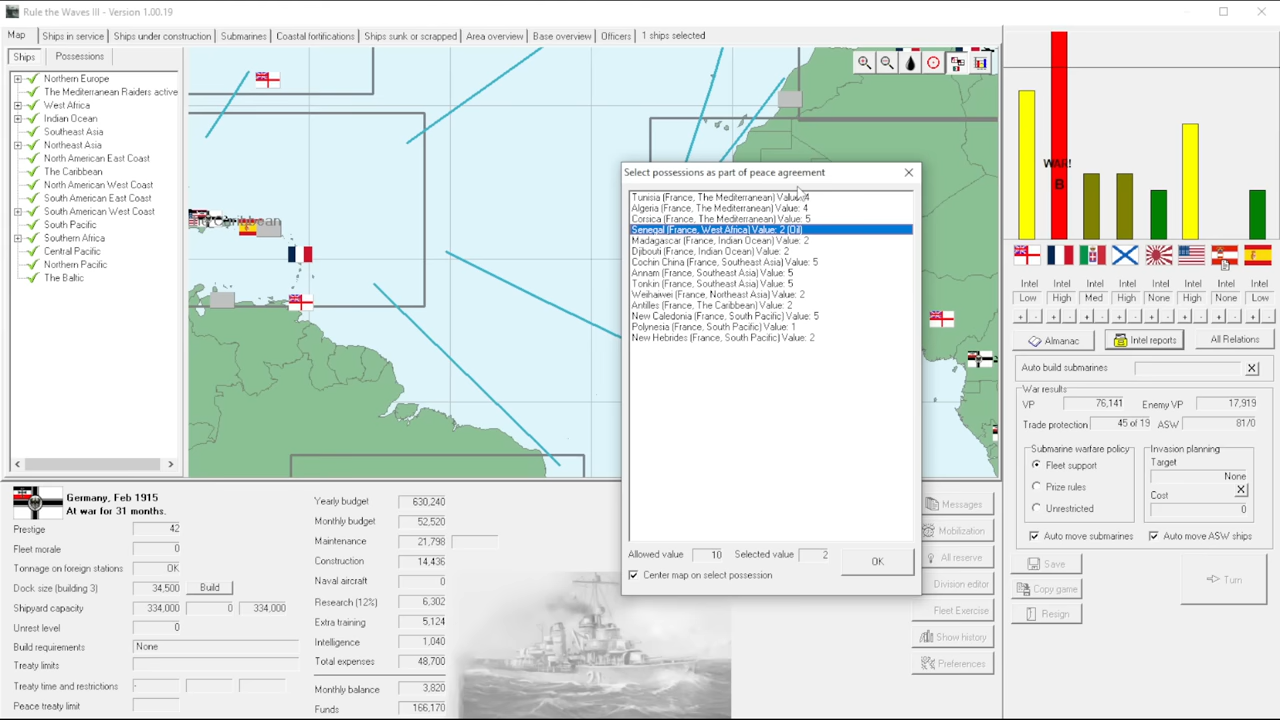 Rule the Waves III - Version 1.00.19
Map
Ships in service
Ships under construction
Submarines
Coastal fortifications
Ships sunk or scrapped
Area overview
Base overview
Officers
1 ships selected
Ships
Possessions
Northern Europe
The Mediterranean Raiders active
West Africa
Indian Ocean
Southeast Asia
Northeast Asia
North American East Coast
The Caribbean
North American West Coast
South American East Coast
South American West Coast
South Pacific
Southern Africa
Central Pacific
Northern Pacific
The Baltic
Select possessions as part of peace agreement
Tunisia (France, The Mediterranean) Value: 4
Algeria (France, The Mediterranean) Value: 4
Corsica (France, The Mediterranean) Value: 5
Senegal (France, West Africa) Value: 2 (Oil)
Madagascar (France, Indian Ocean) Value: 2
Djibouti (France, Indian Ocean) Value: 2
Cochin China (France, Southeast Asia) Value: 5
Annam (France, Southeast Asia) Value: 5
Tonkin (France, Southeast Asia) Value: 5
Weihaiwei (France, Northeast Asia) Value: 2
Antilles (France, The Caribbean) Value: 2
New Caledonia (France, South Pacific) Value: 5
Polynesia (France, South Pacific) Value: 1
New Hebrides (France, South Pacific) Value: 2
Allowed value 10 Selected value 2
OK
Center map on select possession
WAR!
B
Intel Intel Intel Intel Intel Intel Intel Intel
Low High Med High None High None Low
+ - + - + - + - + - + - + - + -
Almanac
Intel reports
All Relations
Auto build submarines
War results
VP 76,141 Enemy VP 17,919
Trade protection 45 of 19 ASW 81/0
Submarine warfare policy
Fleet support
Prize rules
Unrestricted
Invasion planning
Target
None
Cost
0
Auto move submarines
Auto move ASW ships
Save
Copy game
Resign
Turn
Germany, Feb 1915
At war for 31 months.
Prestige 42
Fleet morale 0
Tonnage on foreign stations OK
Dock size (building 3) 34,500 Build
Shipyard capacity 334,000 0 334,000
Unrest level 0
Build requirements None
Treaty limits
Treaty time and restrictions -
Peace treaty limit
Yearly budget 630,240
Monthly budget 52,520
Maintenance 21,798
Construction 14,436
Naval aircraft 0
Research (12%) 6,302
Extra training 5,124
Intelligence 1,040
Total expenses 48,700
Monthly balance 3,820
Funds 166,170
Messages
Mobilization
All reserve
Division editor
Fleet Exercise
Show history
Preferences